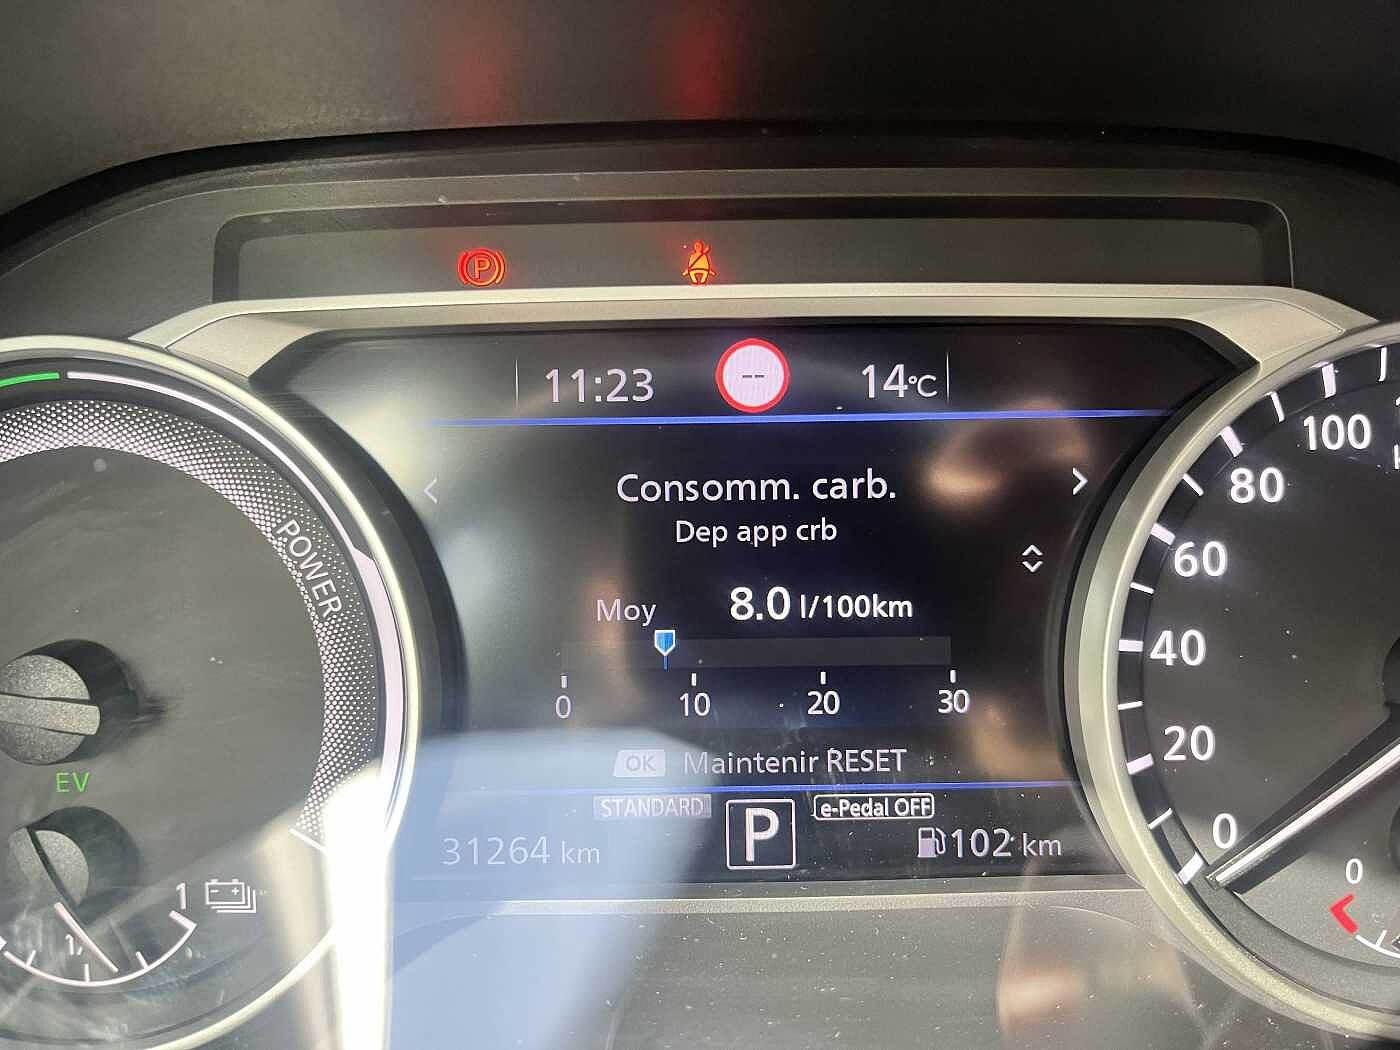 P
11:23 -- 14°C
Consomm. carb.
Dep app crb
Moy 8.0 l/100km
0 10 20 30
OK Maintenir RESET
STANDARD P e-Pedal OFF
31264 km 102 km
POWER
EV
1
100
80
60
40
20
0
0